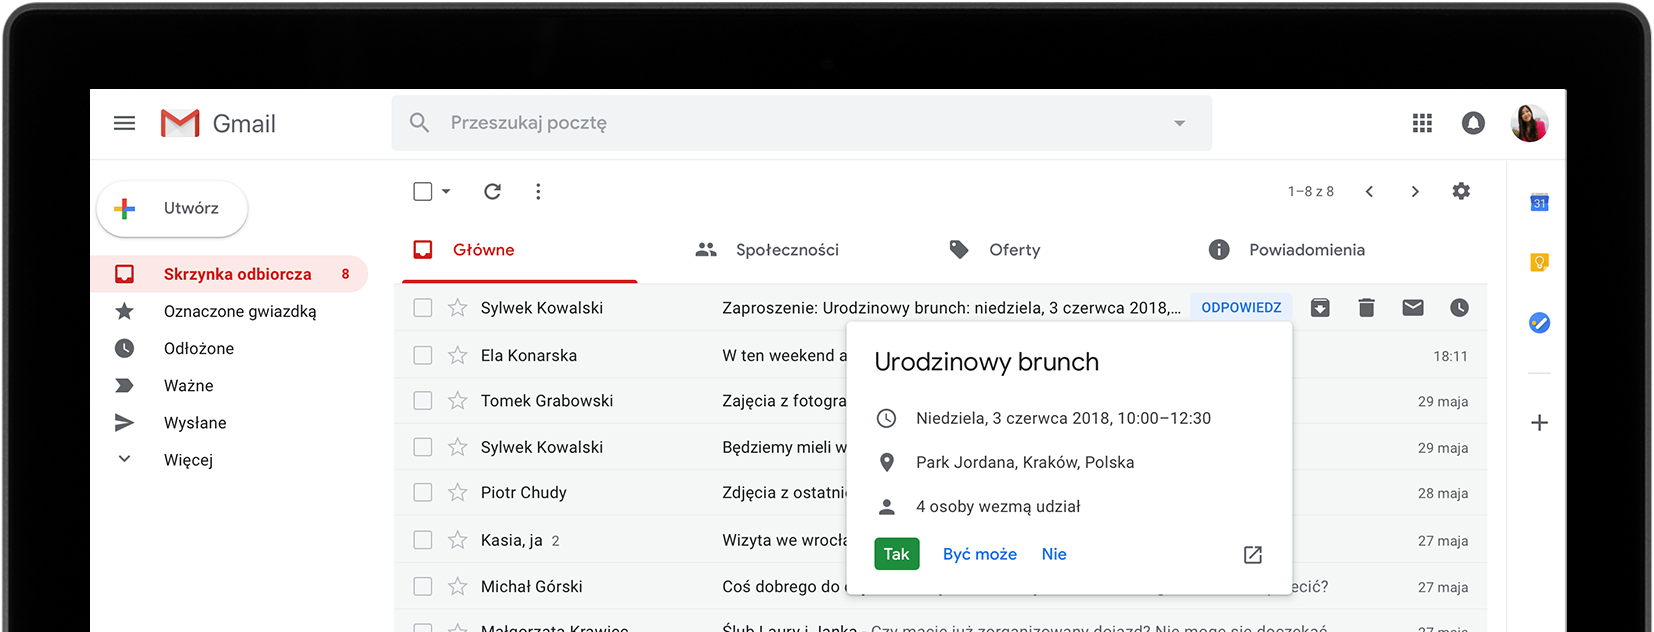 Gmail
Przeszukaj pocztę
Utwórz
1–8 z 8
31
Główne
Społeczności
Oferty
Powiadomienia
Skrzynka odbiorcza 8
Oznaczone gwiazdką
Odłożone
Ważne
Wysłane
Więcej
Sylwek Kowalski Zaproszenie: Urodzinowy brunch: niedziela, 3 czerwca 2018,... ODPOWIEDZ
Ela Konarska W ten weekend 18:11
Tomek Grabowski Zajęcia z 29 maja
Sylwek Kowalski Będziemy mieli 29 maja
Piotr Chudy Zdjęcia z 28 maja
Kasia, ja 2 Wizyta we 27 maja
Michał Górski Coś dobrego do 27 maja
Małgorzata Krawiec Ślub Laury i Janka - Czy macie już zorganizowany dojazd? Nie mogę się doczekać 27 maja
Urodzinowy brunch
Niedziela, 3 czerwca 2018, 10:00–12:30
Park Jordana, Kraków, Polska
4 osoby wezmą udział
Tak Być może Nie